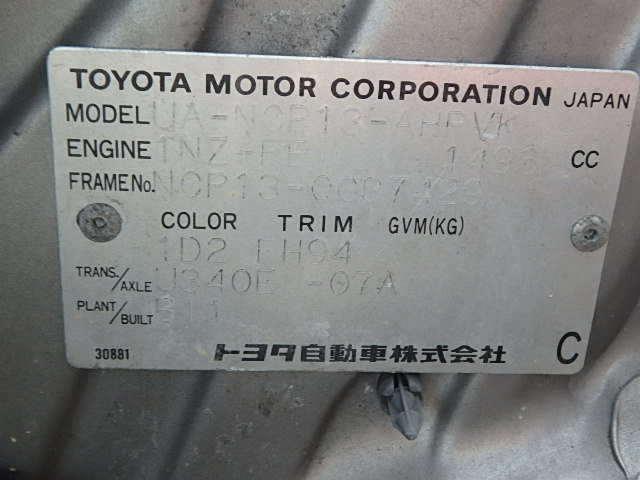 TOYOTA MOTOR CORPORATION JAPAN
MODEL UA-NCP13-AHPVK
ENGINE 1NZ-FE 1496 CC
FRAME No. NCP13-0097429
COLOR TRIM GVM(KG)
1D2 FH94
TRANS./AXLE U340E -07A
PLANT/BUILT B11
30881 トヨタ自動車株式会社 C